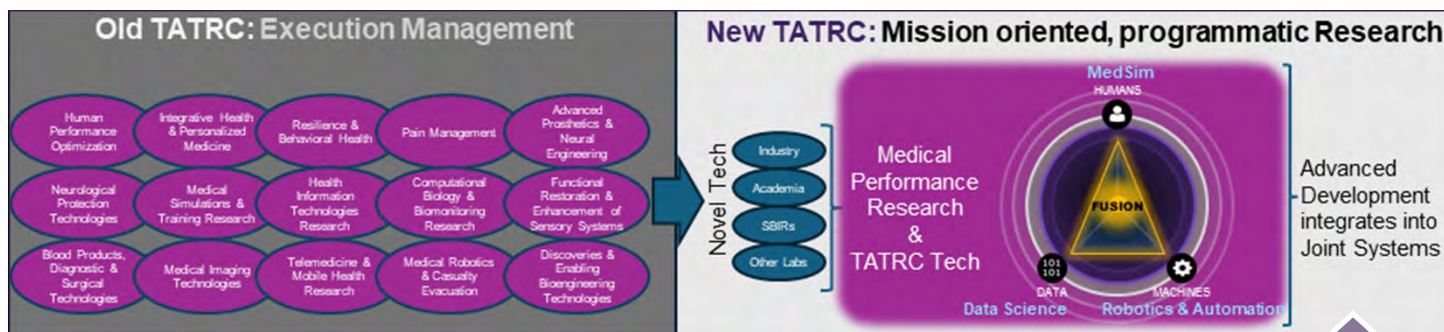 Old TATRC: Execution Management
Human
Performance
Optimization
Integrative Health
& Personalized
Medicine
Resilience &
Behavioral Health
Pain Management
Advanced
Prosthetics &
Neural
Engineering
Neurological
Protection
Technologies
Medical
Simulations &
Training Research
Health
Information
Technologies
Research
Computational
Biology &
Biomonitoring
Research
Functional
Restoration &
Enhancement of
Sensory Systems
Blood Products,
Diagnostic &
Surgical
Technologies
Medical Imaging
Technologies
Telemedicine &
Mobile Health
Research
Medical Robotics
& Casualty
Evacuation
Discoveries &
Enabling
Bioengineering
Technologies
New TATRC: Mission oriented, programmatic Research
Novel Tech
Industry
Academia
SBIRs
Other Labs
Medical
Performance
Research
&
TATRC Tech
MedSim
HUMANS
FUSION
101
101
DATA
MACHINES
Data Science
Robotics & Automation
Advanced
Development
integrates into
Joint Systems